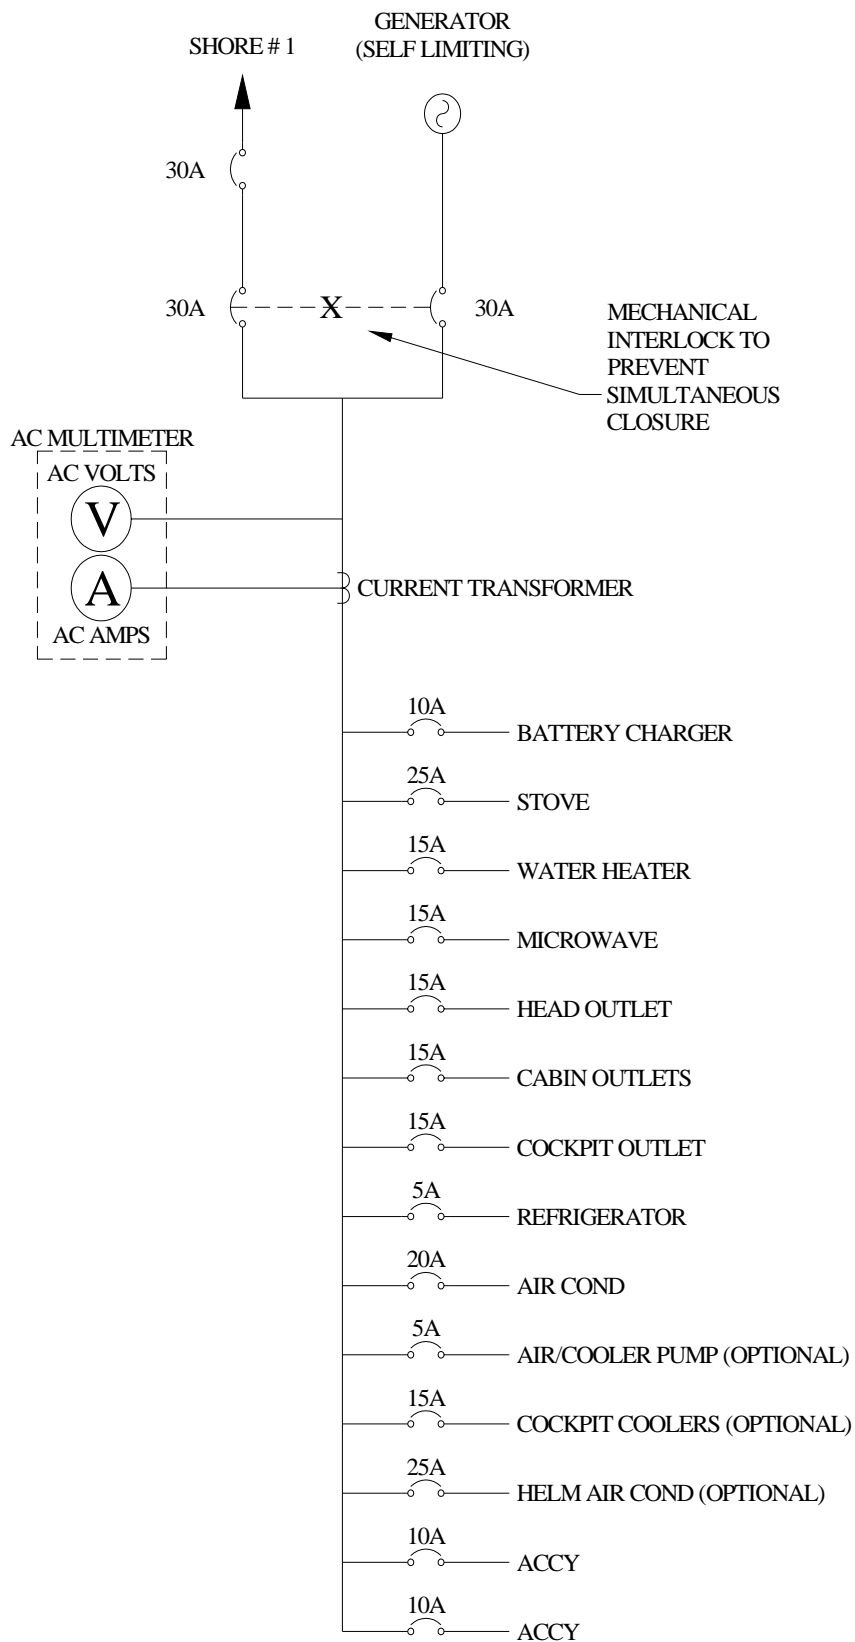 GENERATOR
(SELF LIMITING)
SHORE # 1
30A
30A
X
30A
MECHANICAL
INTERLOCK TO
PREVENT
SIMULTANEOUS
CLOSURE
AC MULTIMETER
AC VOLTS
V
A
AC AMPS
CURRENT TRANSFORMER
10A
BATTERY CHARGER
25A
STOVE
15A
WATER HEATER
15A
MICROWAVE
15A
HEAD OUTLET
15A
CABIN OUTLETS
15A
COCKPIT OUTLET
5A
REFRIGERATOR
20A
AIR COND
5A
AIR/COOLER PUMP (OPTIONAL)
15A
COCKPIT COOLERS (OPTIONAL)
25A
HELM AIR COND (OPTIONAL)
10A
ACCY
10A
ACCY